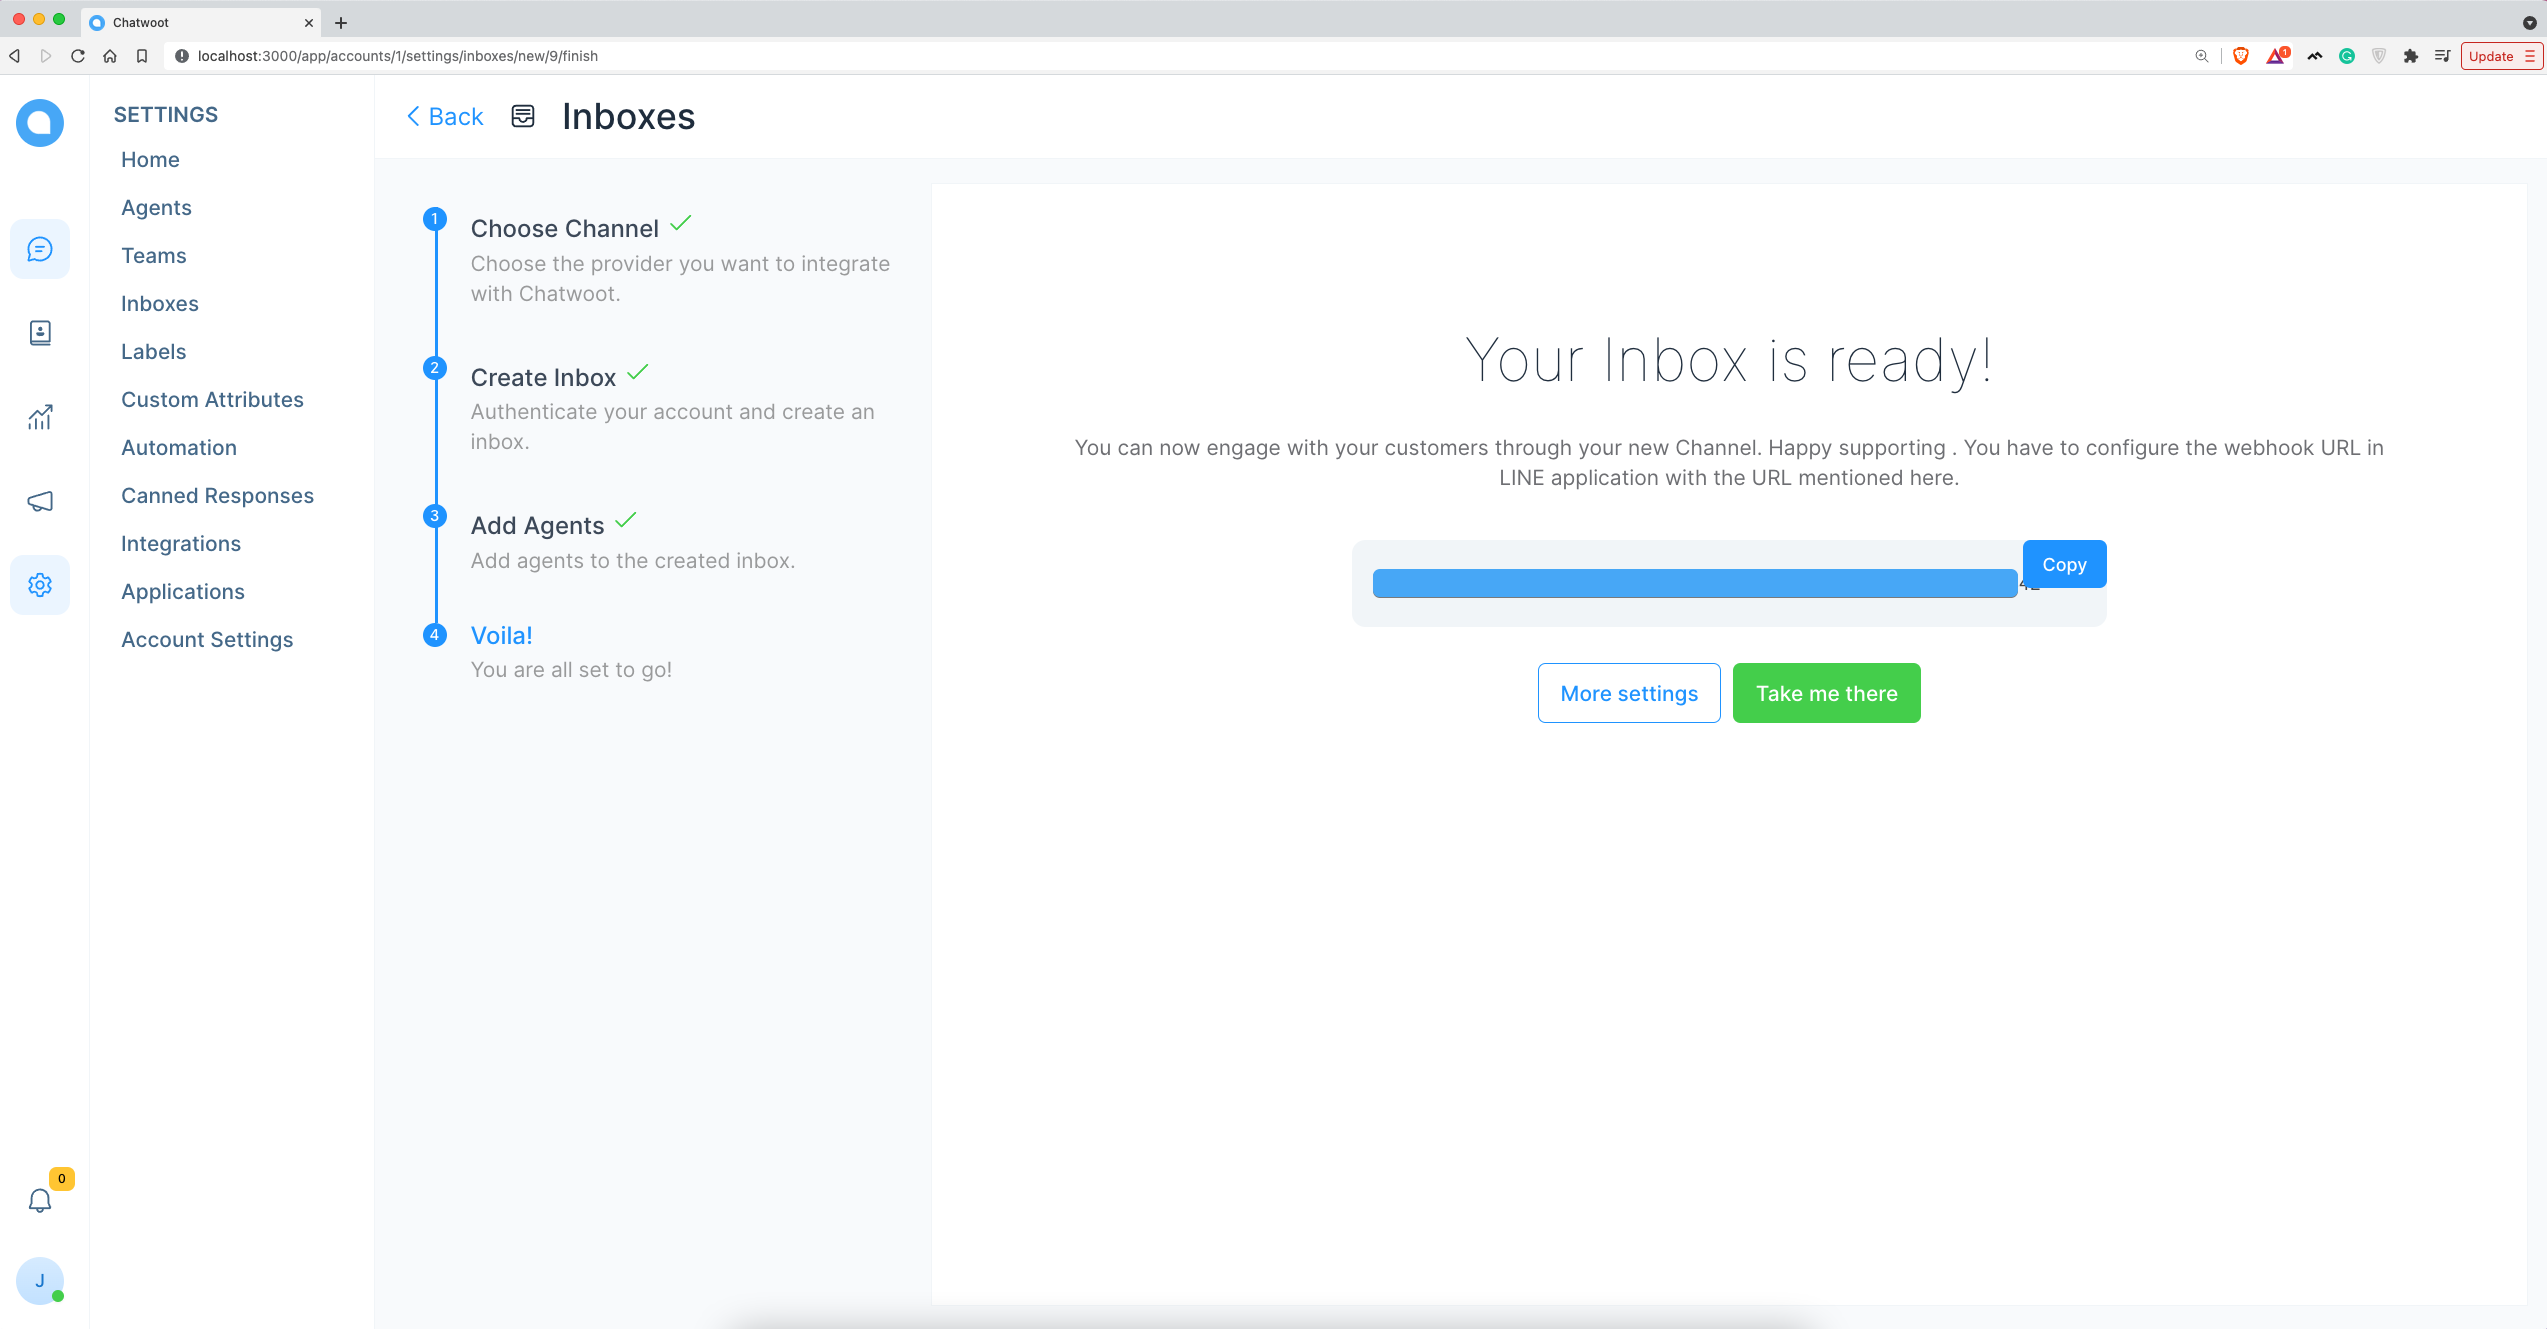 Chatwoot
localhost:3000/app/accounts/1/settings/inboxes/new/9/finish
1
Update
SETTINGS
Home
Agents
Teams
Inboxes
Labels
Custom Attributes
Automation
Canned Responses
Integrations
Applications
Account Settings
0
J
Back
Inboxes
1
Choose Channel
Choose the provider you want to integrate
with Chatwoot.
2
Create Inbox
Authenticate your account and create an
inbox.
3
Add Agents
Add agents to the created inbox.
4
Voila!
You are all set to go!
Your Inbox is ready!
You can now engage with your customers through your new Channel. Happy supporting . You have to configure the webhook URL in
LINE application with the URL mentioned here.
Copy
More settings
Take me there